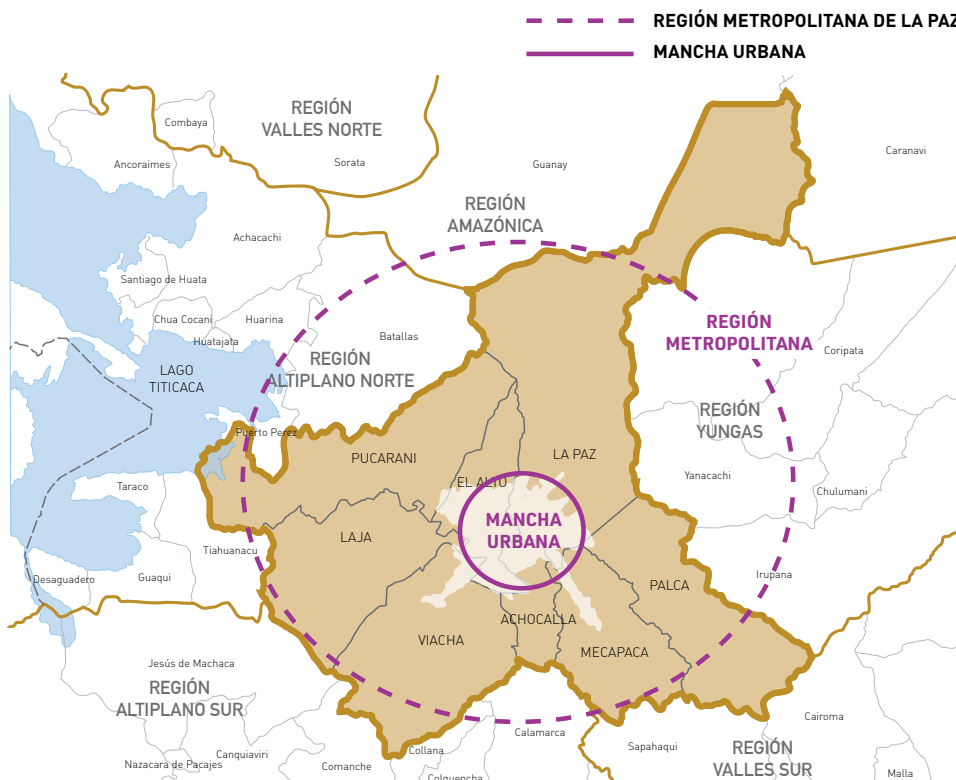 REGIÓN METROPOLITANA DE LA PAZ
MANCHA URBANA
REGIÓN
VALLES NORTE
Combaya
Ancoraimes
Sorata
Guanay
Caranavi
REGIÓN
AMAZÓNICA
Achacachi
Santiago de Huata
Chua Cocani
Huarina
Huatajata
Batallas
REGIÓN
METROPOLITANA
Coripata
LAGO
TITICACA
REGIÓN
ALTIPLANO NORTE
REGIÓN
YUNGAS
Puerto Perez
PUCARANI
LA PAZ
EL ALTO
Yanacachi
Chulumani
Taraco
MANCHA
URBANA
LAJA
Tiahuanacu
Desaguadero
Guaqui
Irupana
PALCA
ACHOCALLA
VIACHA
MECAPACA
Jesús de Machaca
REGIÓN
ALTIPLANO SUR
Cairoma
Calamarca
Sapahaqui
REGIÓN
VALLES SUR
Canquiaviri
Collana
Nazacara de Pacajes
Comanche
Colquencha
Malla